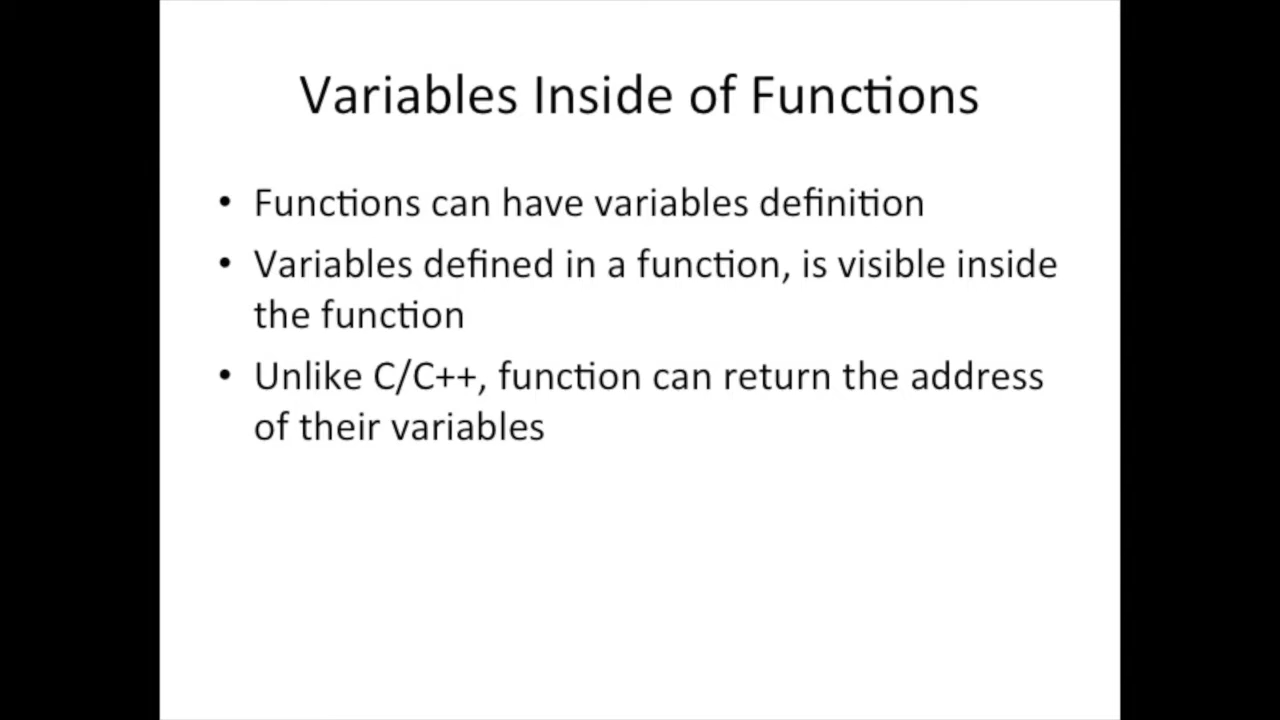 Variables Inside of Functions
• Functions can have variables definition
• Variables defined in a function, is visible inside
the function
• Unlike C/C++, function can return the address
of their variables